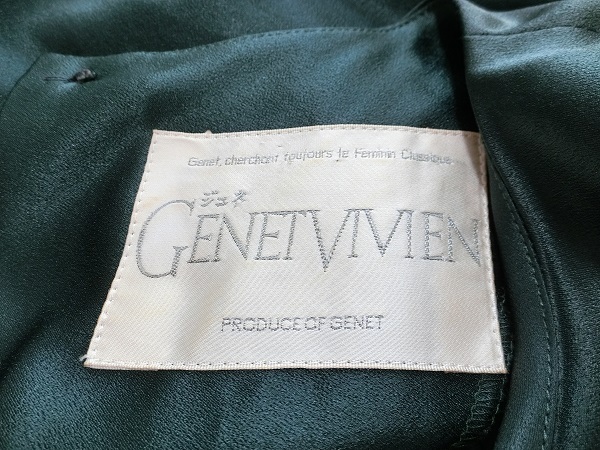 Genet, cherchant toujours le Feminin Classique
ジュネ
GENETVIVIEN
PRODUCE OF GENET